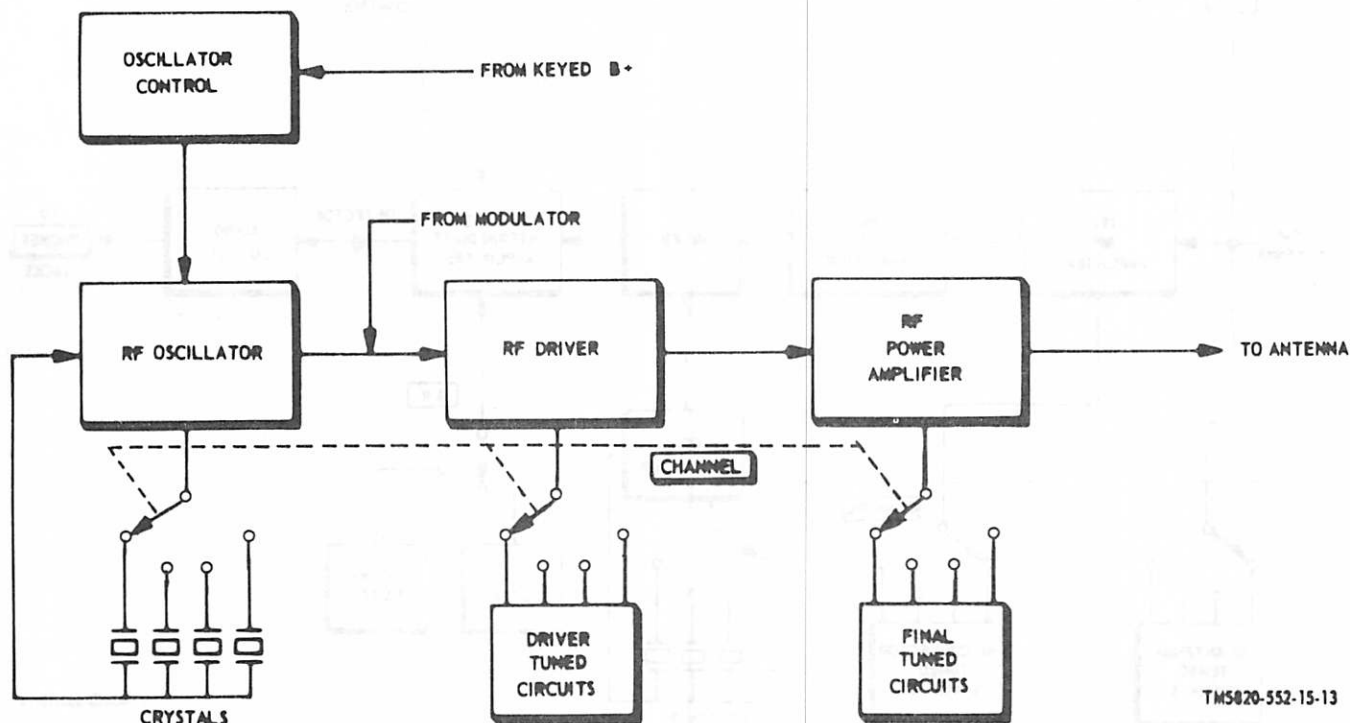 OSCILLATOR
CONTROL
FROM KEYED B+
FROM MODULATOR
RF OSCILLATOR
RF DRIVER
RF
POWER
AMPLIFIER
TO ANTENNA
CHANNEL
DRIVER
TUNED
CIRCUITS
FINAL
TUNED
CIRCUITS
CRYSTALS
TM5820-552-15-13